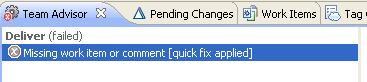 Team Advisor Pending Changes Work Items Tag
Deliver (failed)
Missing work item or comment [quick fix applied]